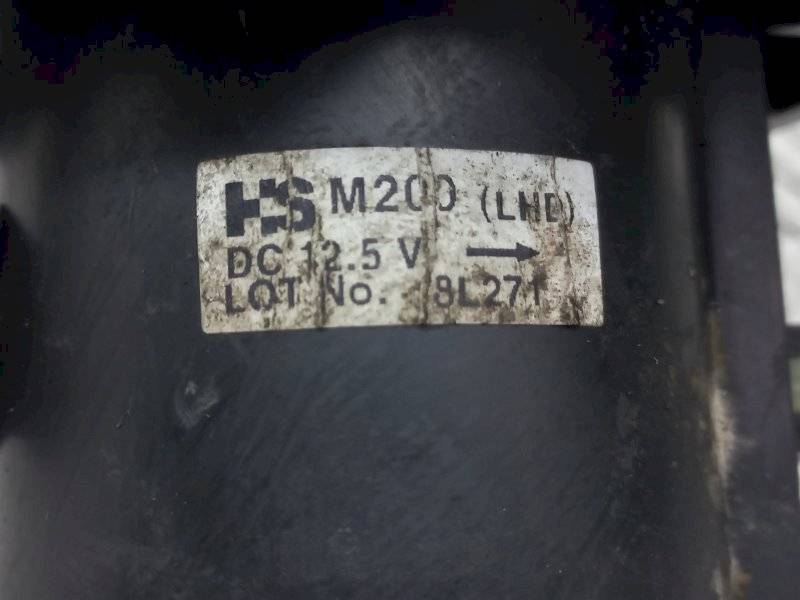 HS M200 (LHD)
DC 12.5 V →
LOT No. 8L271